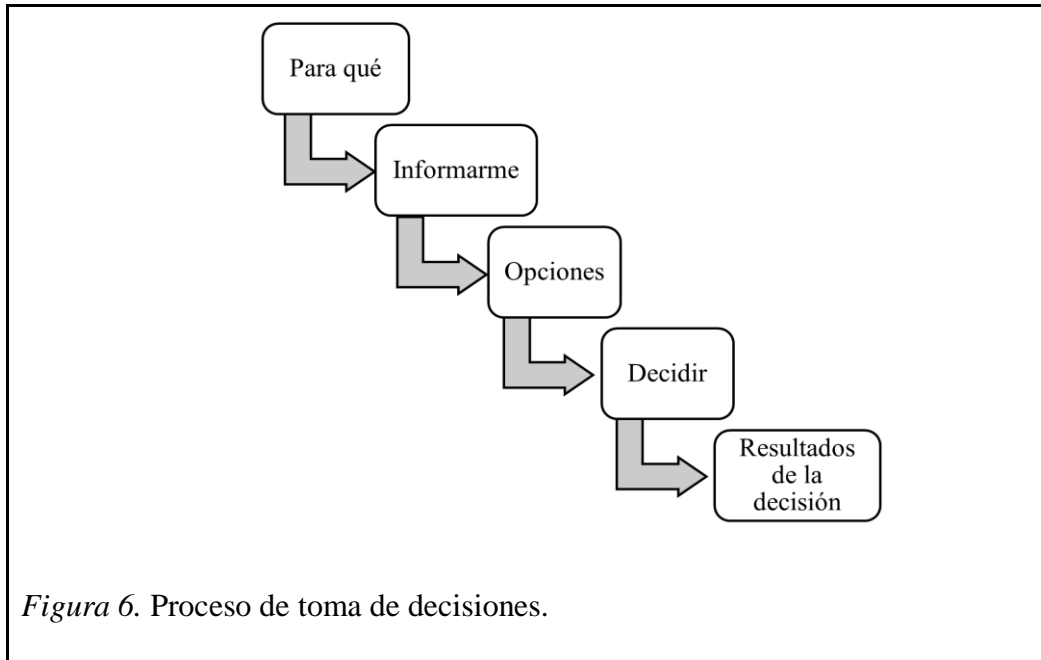 Para qué
Informarme
Opciones
Decidir
Resultados
de la
decisión
Figura 6. Proceso de toma de decisiones.